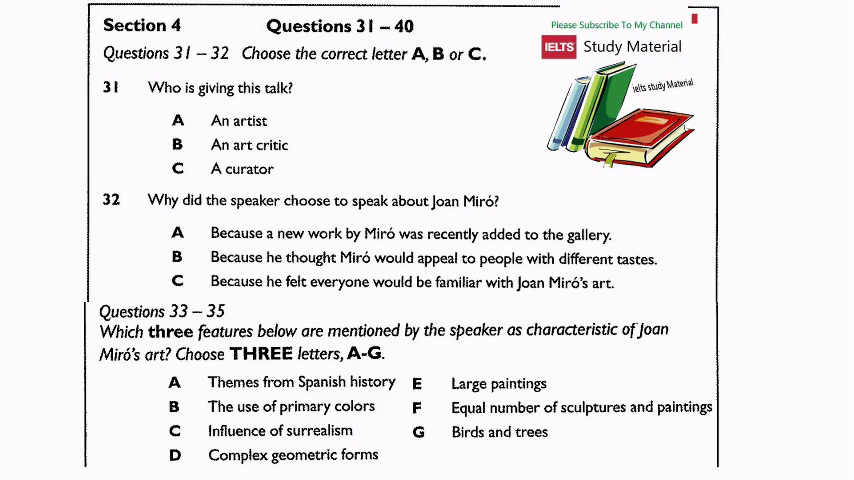 Section 4 Questions 31 – 40
Please Subscribe To My Channel
Questions 31 – 32 Choose the correct letter A, B or C.
IELTS Study Material
ielts study Material
31 Who is giving this talk?
A An artist
B An art critic
C A curator
32 Why did the speaker choose to speak about Joan Miró?
A Because a new work by Miró was recently added to the gallery.
B Because he thought Miró would appeal to people with different tastes.
C Because he felt everyone would be familiar with Joan Miró's art.
Questions 33 – 35
Which three features below are mentioned by the speaker as characteristic of Joan
Miró's art? Choose THREE letters, A-G.
A Themes from Spanish history E Large paintings
B The use of primary colors F Equal number of sculptures and paintings
C Influence of surrealism G Birds and trees
D Complex geometric forms